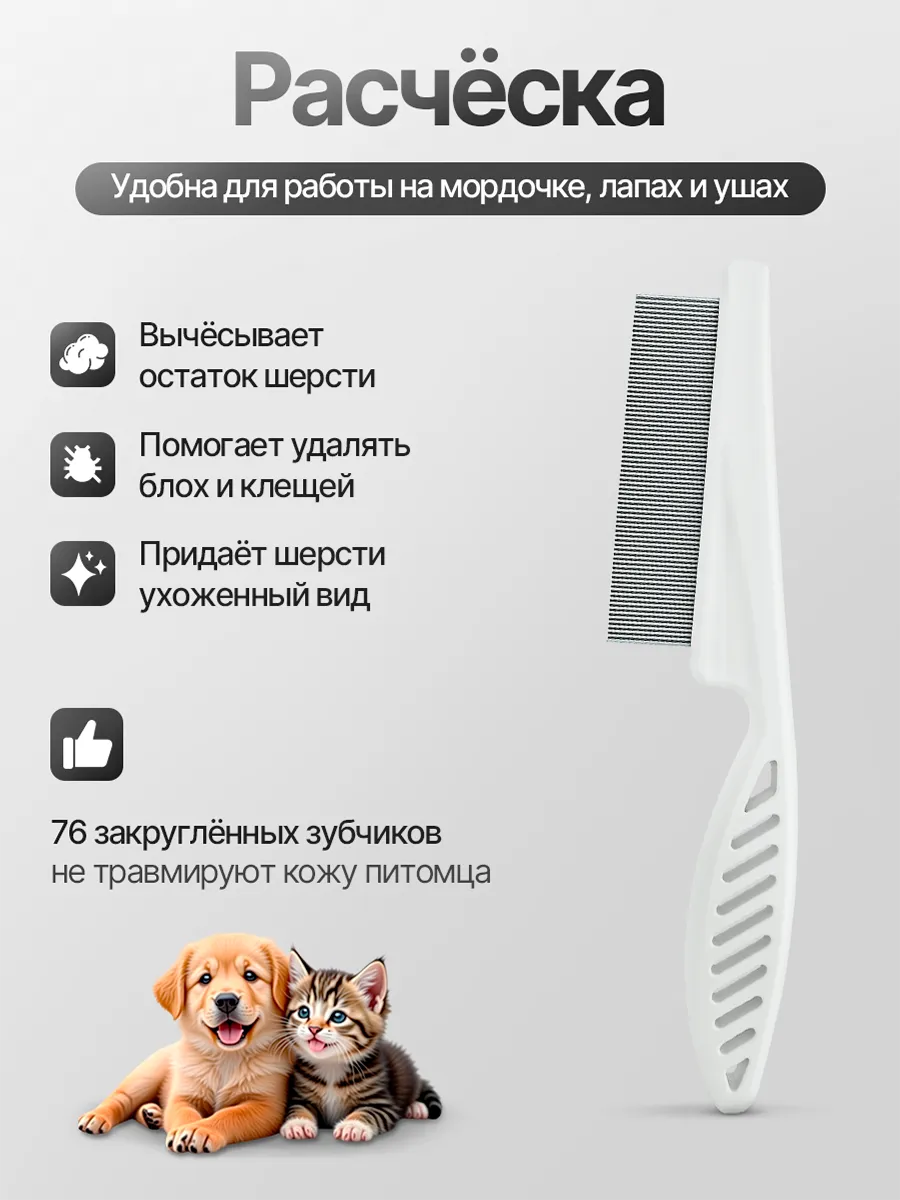 Расчёска
Удобна для работы на мордочке, лапах и ушах
Вычёсывает
остаток шерсти
Помогает удалять
блох и клещей
Придаёт шерсти
ухоженный вид
76 закруглённых зубчиков
не травмируют кожу питомца